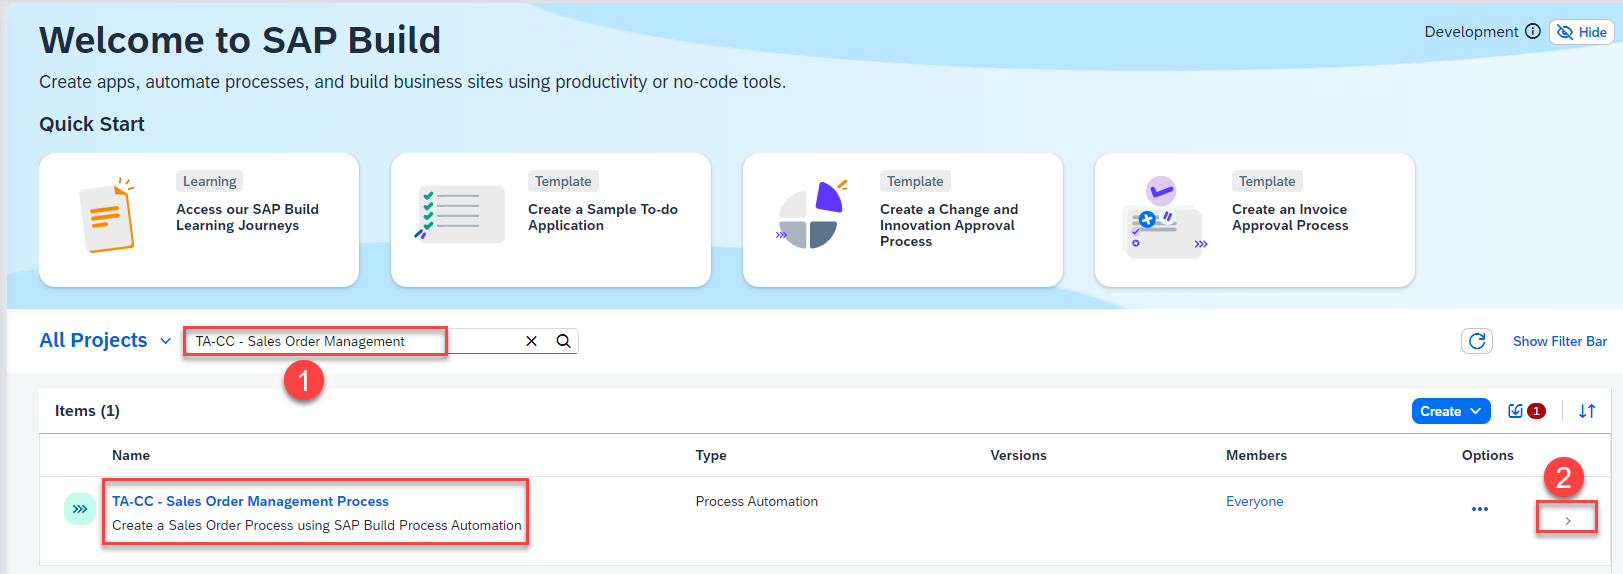 Welcome to SAP Build
Development
Hide
Create apps, automate processes, and build business sites using productivity or no-code tools.
Quick Start
Learning
Access our SAP Build
Learning Journeys
Template
Create a Sample To-do
Application
Template
Create a Change and
Innovation Approval
Process
Template
Create an Invoice
Approval Process
All Projects
TA-CC - Sales Order Management
Show Filter Bar
1
Items (1)
Create
1
Name Type Versions Members Options
2
TA-CC - Sales Order Management Process
Process Automation
Everyone
Create a Sales Order Process using SAP Build Process Automation